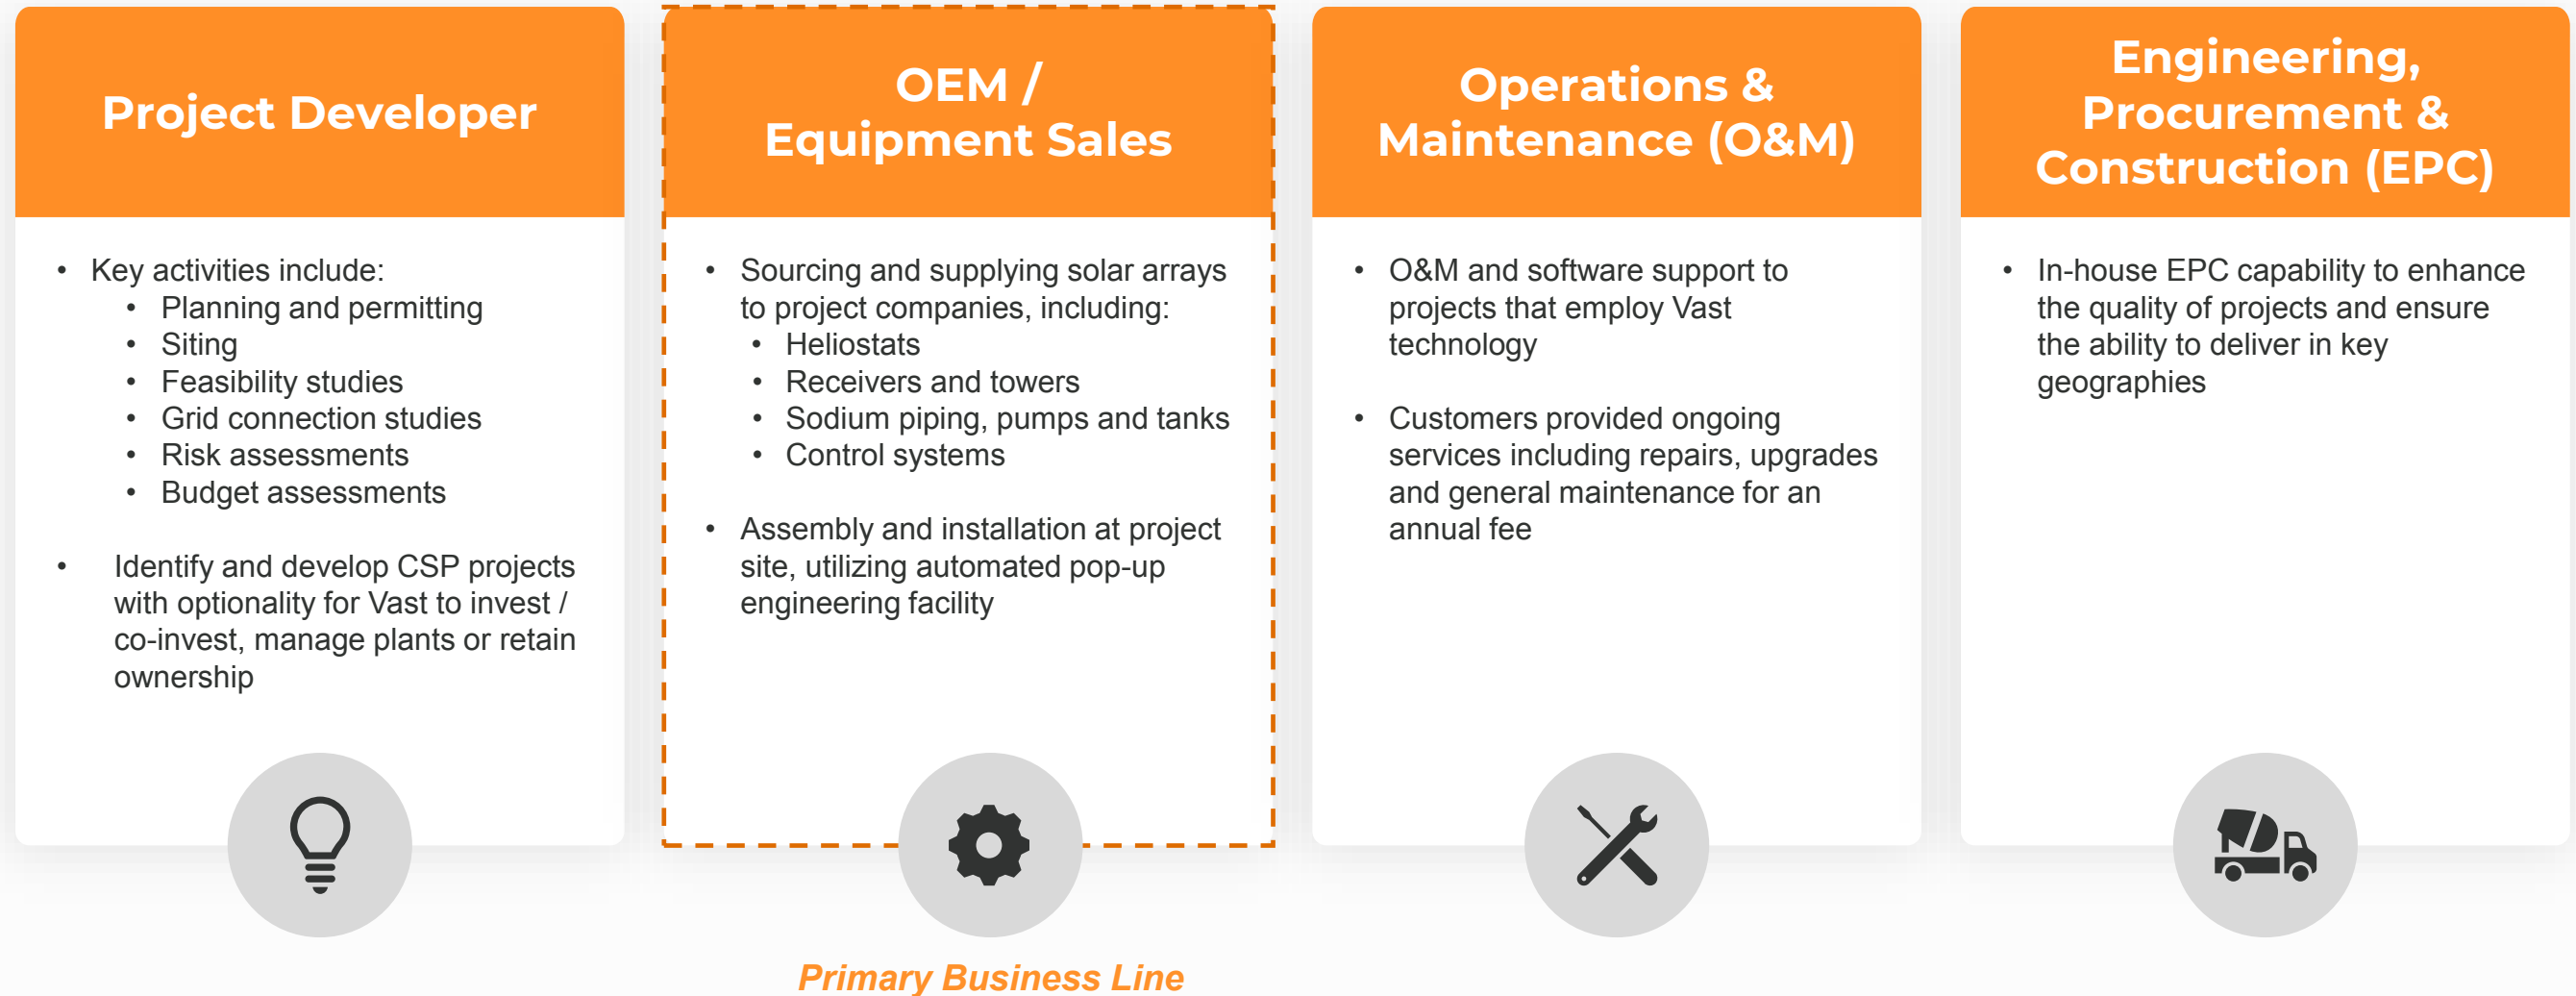 Project Developer
• Key activities include:
• Planning and permitting
• Siting
• Feasibility studies
• Grid connection studies
• Risk assessments
• Budget assessments
• Identify and develop CSP projects
with optionality for Vast to invest /
co-invest, manage plants or retain
ownership
OEM /
Equipment Sales
• Sourcing and supplying solar arrays
to project companies, including:
• Heliostats
• Receivers and towers
• Sodium piping, pumps and tanks
• Control systems
• Assembly and installation at project
site, utilizing automated pop-up
engineering facility
Primary Business Line
Operations &
Maintenance (O&M)
• O&M and software support to
projects that employ Vast
technology
• Customers provided ongoing
services including repairs, upgrades
and general maintenance for an
annual fee
Engineering,
Procurement &
Construction (EPC)
• In-house EPC capability to enhance
the quality of projects and ensure
the ability to deliver in key
geographies